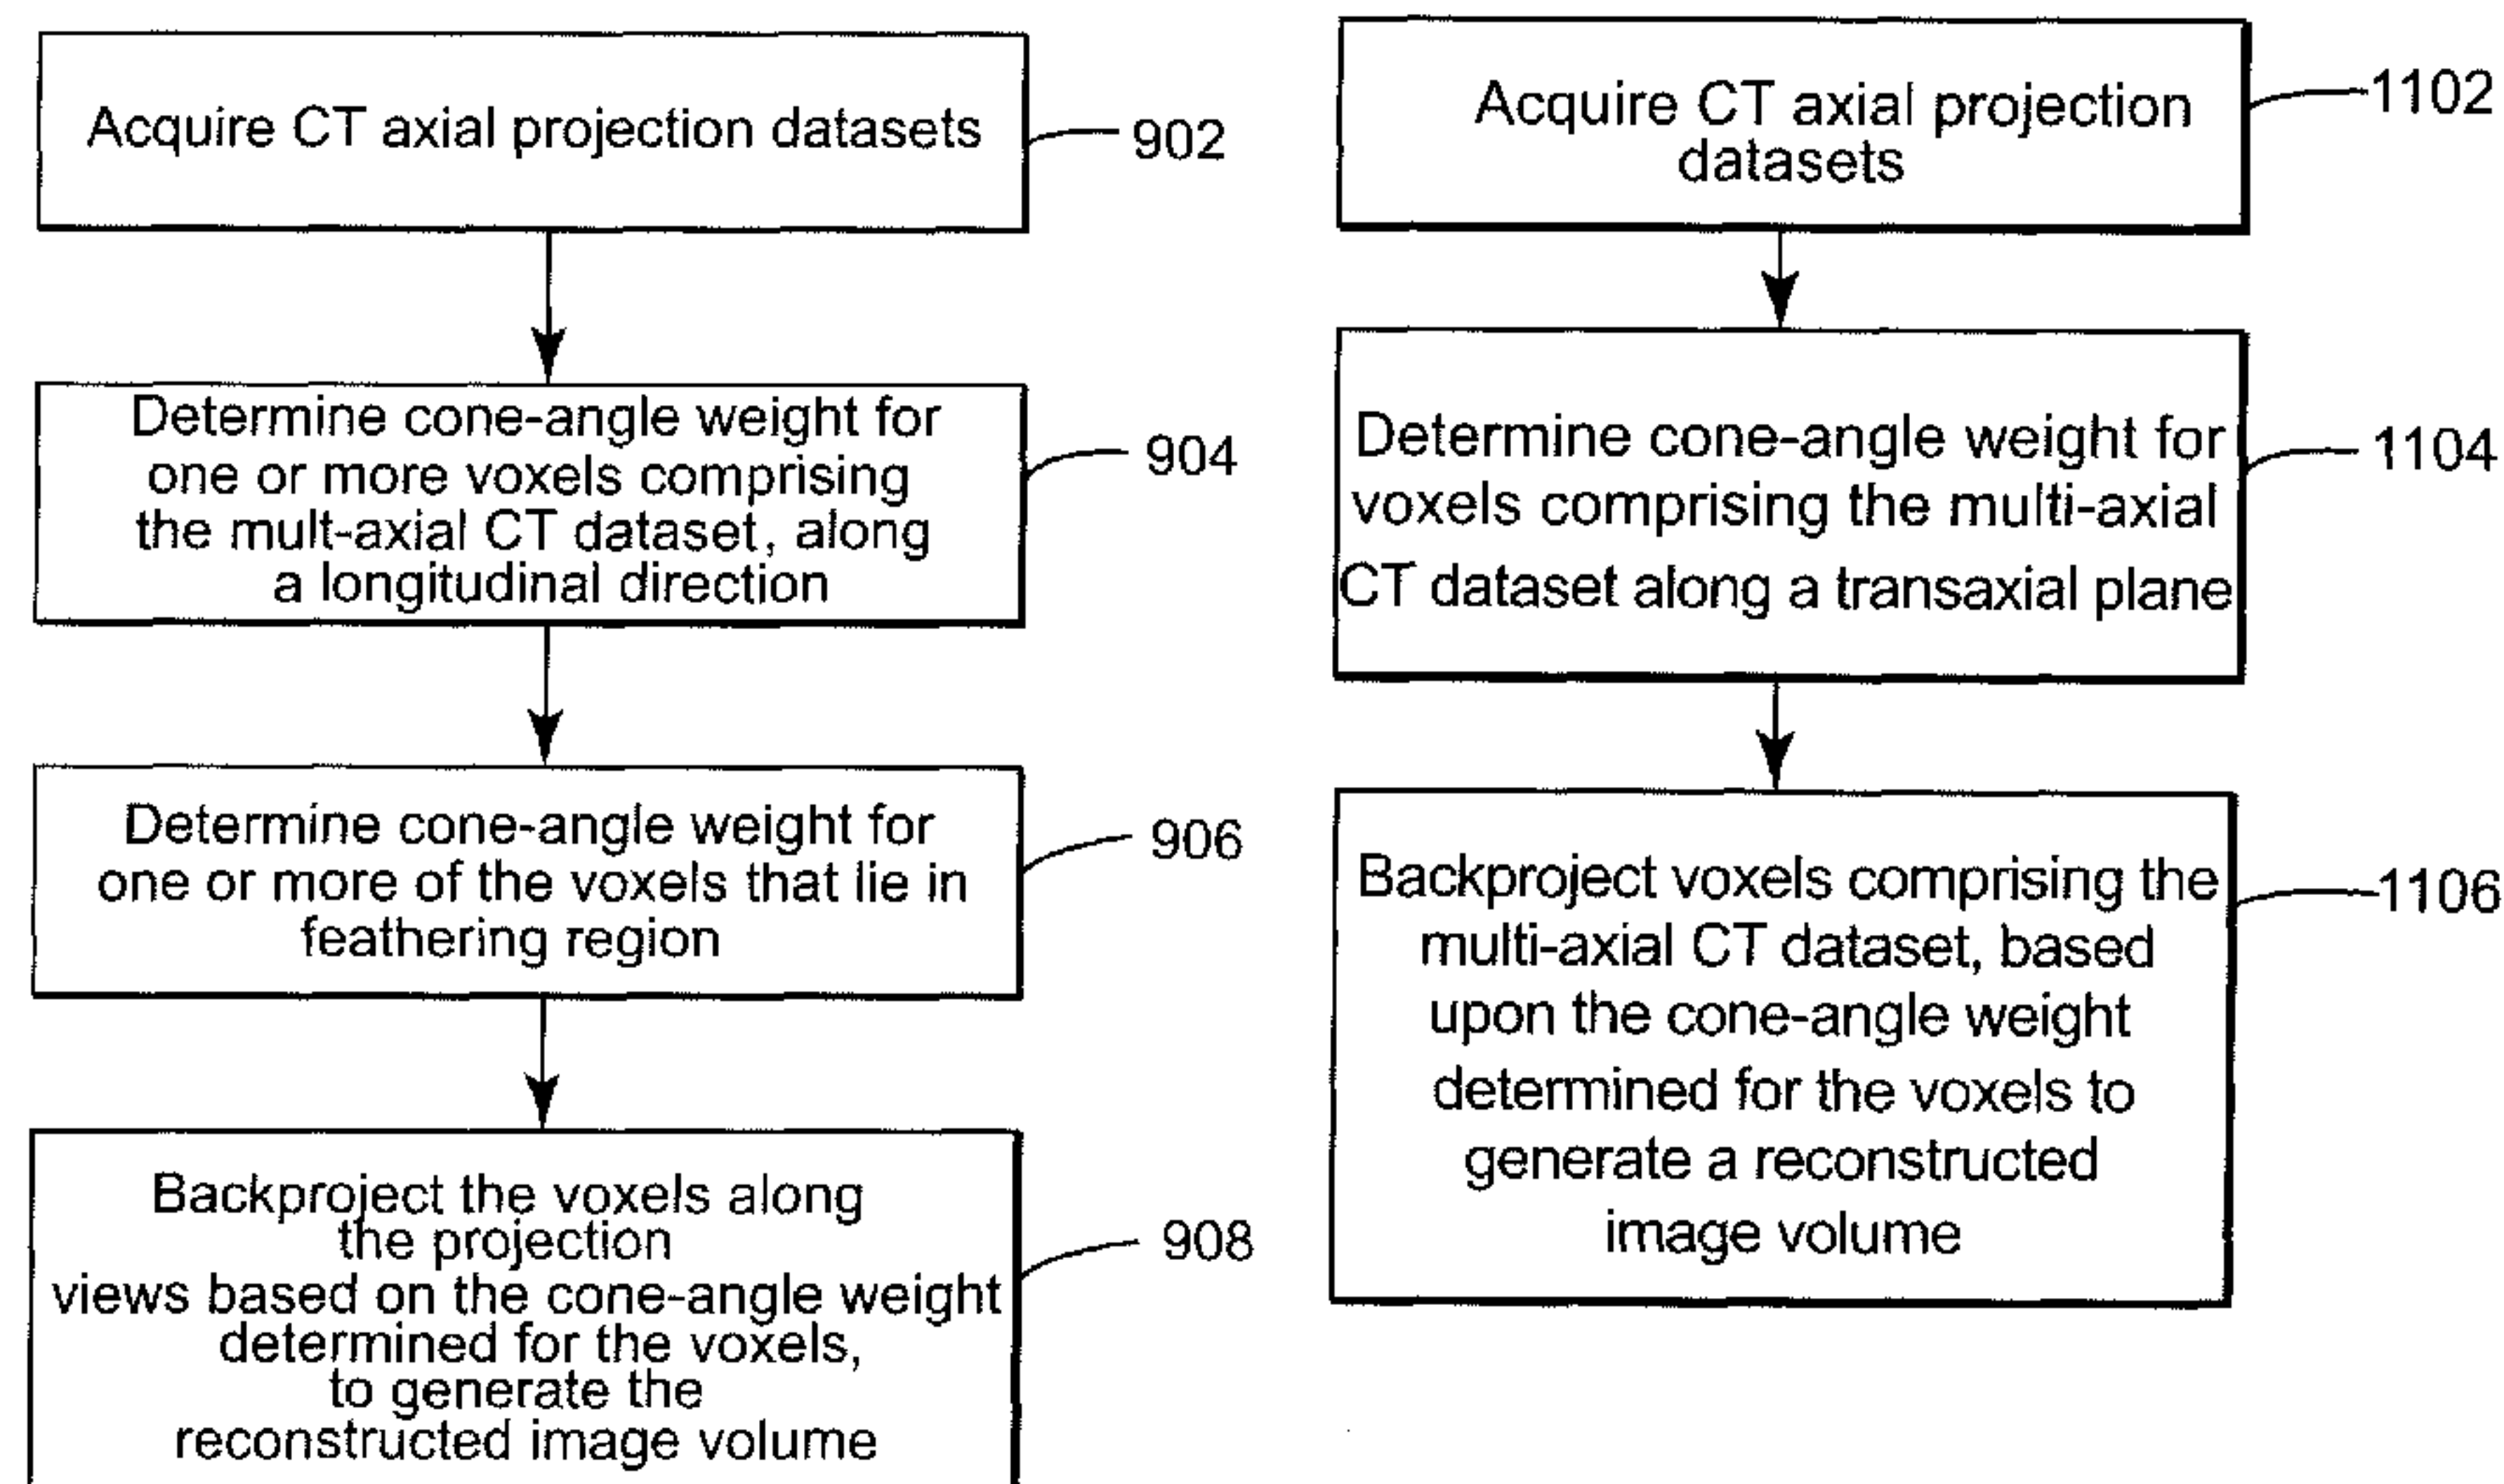 Acquire CT axial projection datasets
902
Determine cone-angle weight for
one or more voxels comprising
the mult-axial CT dataset, along
a longitudinal direction
904
Determine cone-angle weight for
one or more of the voxels that lie in
feathering region
906
Backproject the voxels along
the projection
views based on the cone-angle weight
determined for the voxels,
to generate the
reconstructed image volume
908
Acquire CT axial projection
datasets
1102
Determine cone-angle weight for
voxels comprising the multi-axial
CT dataset along a transaxial plane
1104
Backproject voxels comprising the
multi-axial CT dataset, based
upon the cone-angle weight
determined for the voxels to
generate a reconstructed
image volume
1106